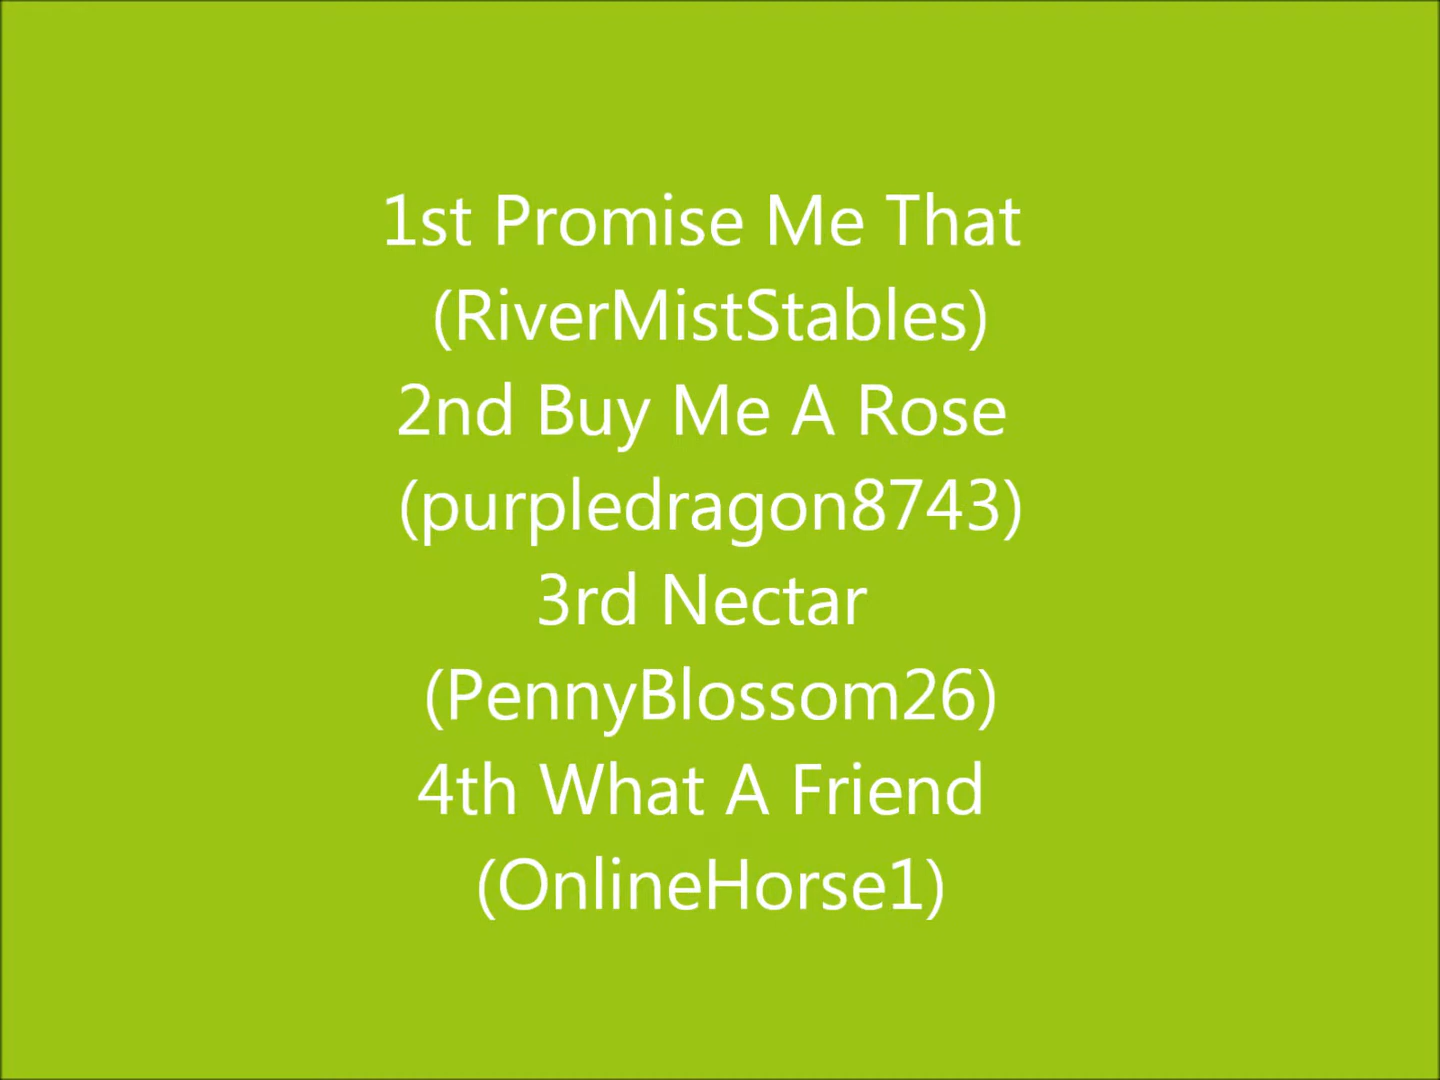 1st Promise Me That
(RiverMistStables)
2nd Buy Me A Rose
(purpledragon8743)
3rd Nectar
(PennyBlossom26)
4th What A Friend
(OnlineHorse1)